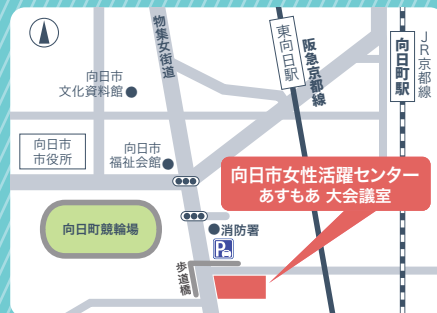 物集女街道
東向日駅
阪急京都線
向日町駅
JR京都線
向日市
文化資料館
向日市
市役所
向日市
福祉会館
向日市女性活躍センター
あすもあ 大会議室
向日町競輪場
消防署
P
歩道橋